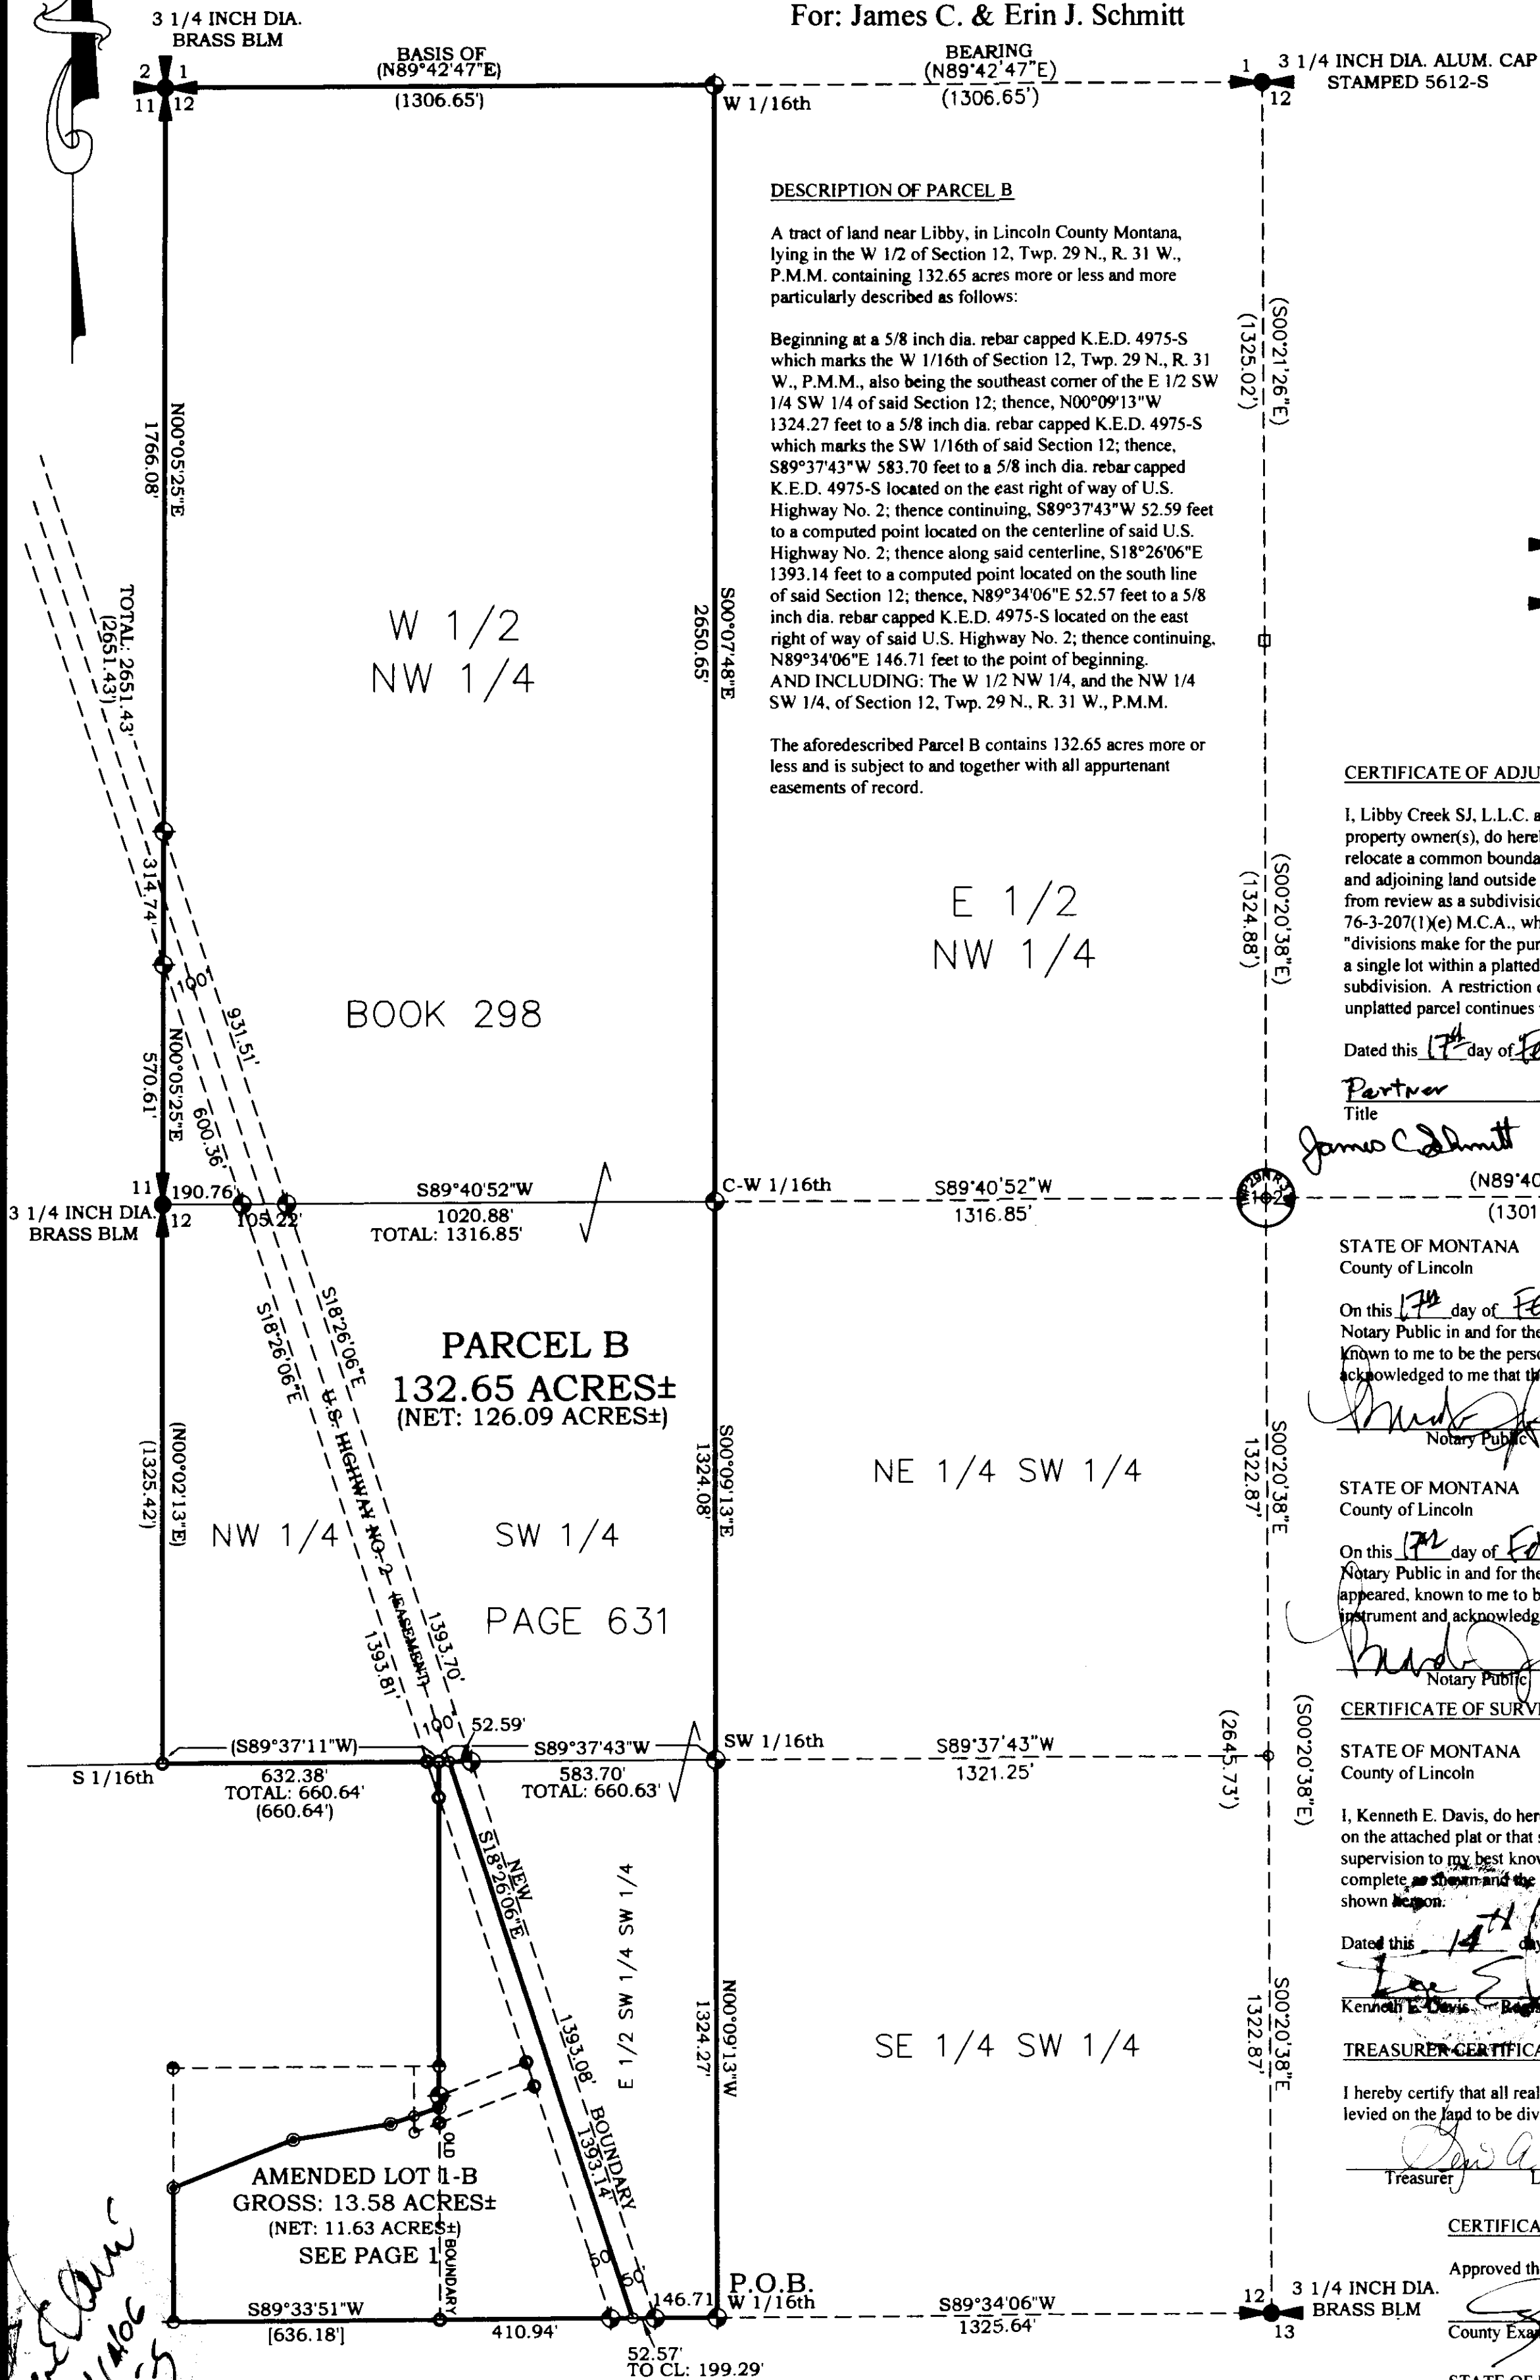 For: James C. & Erin J. Schmitt
3 1/4 INCH DIA.
BRASS BLM
2 1
11 12
BASIS OF
(N89°42'47"E)
(1306.65')
W 1/16th
BEARING
(N89°42'47"E)
(1306.65')
1
12
3 1/4 INCH DIA. ALUM. CAP
STAMPED 5612-S
DESCRIPTION OF PARCEL B
A tract of land near Libby, in Lincoln County Montana,
lying in the W 1/2 of Section 12, Twp. 29 N., R. 31 W.,
P.M.M. containing 132.65 acres more or less and more
particularly described as follows:
Beginning at a 5/8 inch dia. rebar capped K.E.D. 4975-S
which marks the W 1/16th of Section 12, Twp. 29 N., R. 31
W., P.M.M., also being the southeast corner of the E 1/2 SW
1/4 SW 1/4 of said Section 12; thence, N00°09'13"W
1324.27 feet to a 5/8 inch dia. rebar capped K.E.D. 4975-S
which marks the SW 1/16th of said Section 12; thence,
S89°37'43"W 583.70 feet to a 5/8 inch dia. rebar capped
K.E.D. 4975-S located on the east right of way of U.S.
Highway No. 2; thence continuing, S89°37'43"W 52.59 feet
to a computed point located on the centerline of said U.S.
Highway No. 2; thence along said centerline, S18°26'06"E
1393.14 feet to a computed point located on the south line
of said Section 12; thence, N89°34'06"E 52.57 feet to a 5/8
inch dia. rebar capped K.E.D. 4975-S located on the east
right of way of said U.S. Highway No. 2; thence continuing,
N89°34'06"E 146.71 feet to the point of beginning.
AND INCLUDING: The W 1/2 NW 1/4, and the NW 1/4
SW 1/4, of Section 12, Twp. 29 N., R. 31 W., P.M.M.
The aforedescribed Parcel B contains 132.65 acres more or
less and is subject to and together with all appurtenant
easements of record.
(S00°21'26"E)
(1325.02')
N00°05'25"E
1766.08'
TOTAL: 2651.43'
(2651.43')
W 1/2
NW 1/4
S00°07'48"E
2650.65'
314.74'
100'
931.51'
N00°05'25"E
570.61'
600.36'
BOOK 298
E 1/2
NW 1/4
(S00°20'38"E)
(1324.88')
CERTIFICATE OF ADJU
I, Libby Creek SJ, L.L.C. a
property owner(s), do here
relocate a common bounda
and adjoining land outside
from review as a subdivisio
76-3-207(1)(e) M.C.A., wh
"divisions make for the pur
a single lot within a platted
subdivision. A restriction o
unplatted parcel continues
Dated this 17th day of Fe
Partner
Title
James C Schmitt
11
12
3 1/4 INCH DIA.
BRASS BLM
190.76'
105.22'
S89°40'52"W
1020.88'
TOTAL: 1316.85'
C-W 1/16th
S89°40'52"W
1316.85'
(N89°40
(1301
STATE OF MONTANA
County of Lincoln
On this 17th day of Fe
Notary Public in and for the
known to me to be the perso
acknowledged to me that th
Notary Public
S18°26'06"E
S18°26'06"E
U.S. HIGHWAY NO. 2 (EASEMENT)
PARCEL B
132.65 ACRES±
(NET: 126.09 ACRES±)
(N00°02'13"E)
(1325.42')
S00°09'13"E
1324.08'
NW 1/4
SW 1/4
PAGE 631
NE 1/4 SW 1/4
S00°20'38"E
1322.87'
1393.70'
1393.81'
STATE OF MONTANA
County of Lincoln
On this 17th day of Fe
Notary Public in and for the
appeared, known to me to b
instrument and acknowledg
Notary Public
100'
52.59'
S 1/16th
(S89°37'11"W)
632.38'
TOTAL: 660.64'
(660.64')
S89°37'43"W
583.70'
TOTAL: 660.63'
SW 1/16th
S89°37'43"W
1321.25'
(2645.73')
(S00°20'38"E)
CERTIFICATE OF SURVE
STATE OF MONTANA
County of Lincoln
I, Kenneth E. Davis, do her
on the attached plat or that s
supervision to my best know
complete as shown and the
shown hereon.
Dated this 14TH da
Kenneth E. Davis
TREASURER CERTIFICA
I hereby certify that all real
levied on the land to be div
Treasurer L
NEW
S18°26'06"E
E 1/2 SW 1/4 SW 1/4
N00°09'13"W
1324.27'
1393.08'
BOUNDARY
1393.14'
SE 1/4 SW 1/4
S00°20'38"E
1322.87'
OLD
BOUNDARY
AMENDED LOT 1-B
GROSS: 13.58 ACRES±
(NET: 11.63 ACRES±)
SEE PAGE 1
S89°33'51"W
[636.18']
410.94'
50'
50'
146.71'
52.57'
TO CL: 199.29'
P.O.B.
W 1/16th
S89°34'06"W
1325.64'
12
13
3 1/4 INCH DIA.
BRASS BLM
CERTIFICA
Approved th
County Exa